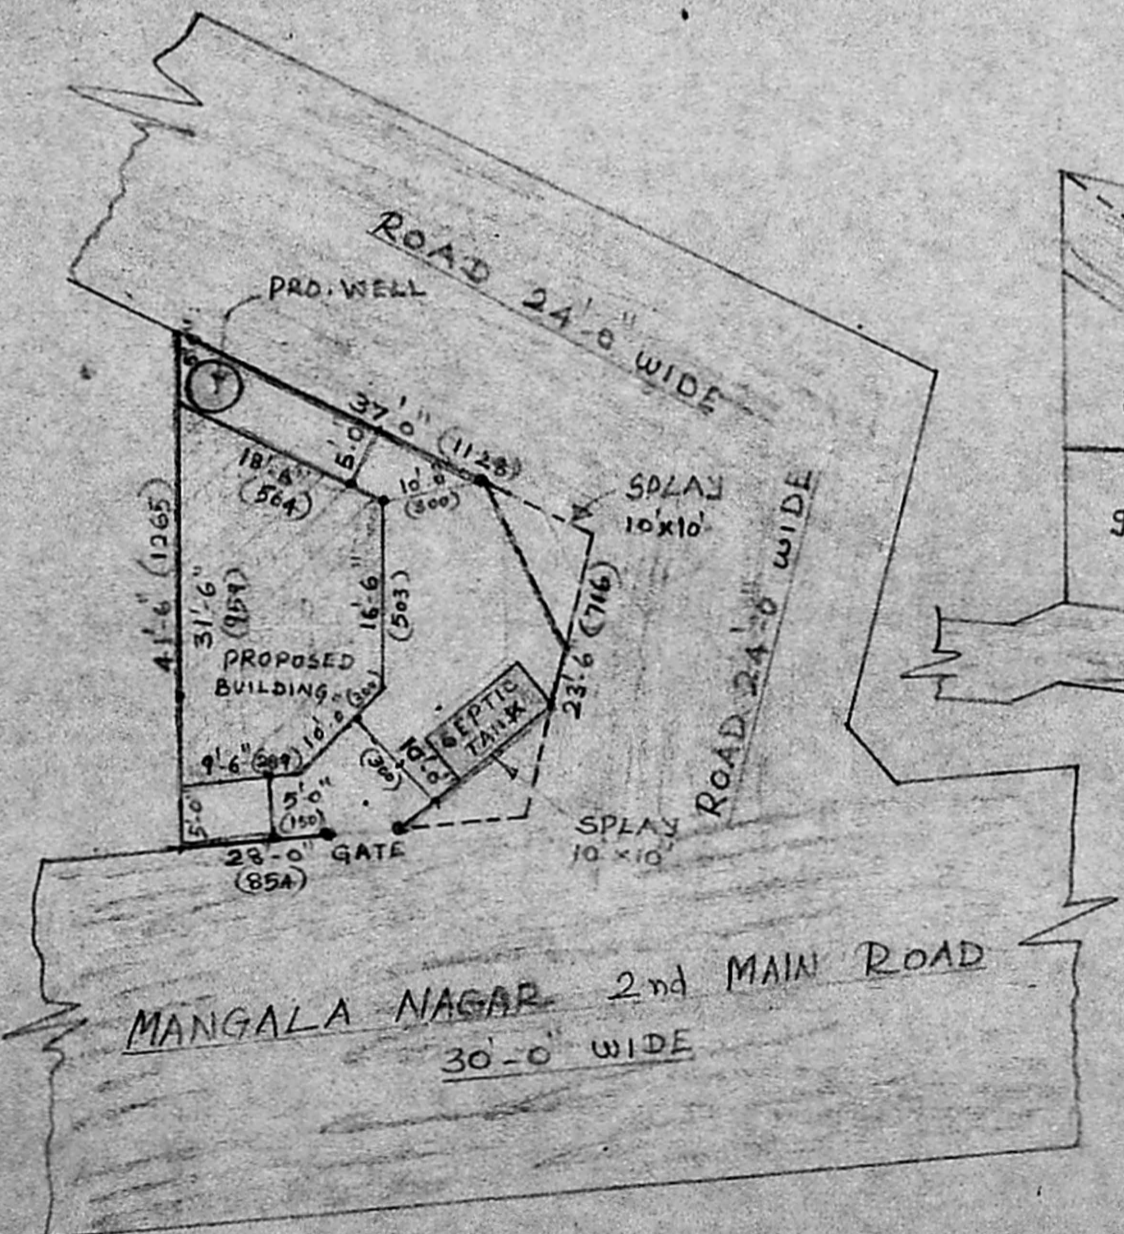 ROAD 24'-0" WIDE
PRO. WELL
37'-0" (1128)
5'-0"
18'-6"
(564)
10'-0"
(300)
SPLAY
10'x10'
41'-6" (1265)
31'-6"
(959)
16'-6"
(503)
23'-6 (716)
ROAD 24'-0" WIDE
PROPOSED
BUILDING
10'-0" (300)
SEPTIC
TANK
10'-0"
(300)
9'-6" (289)
5'-0"
5'-0"
(150)
28'-0" GATE
(854)
SPLAY
10'x10'
MANGALA NAGAR 2nd MAIN ROAD
30'-0" WIDE